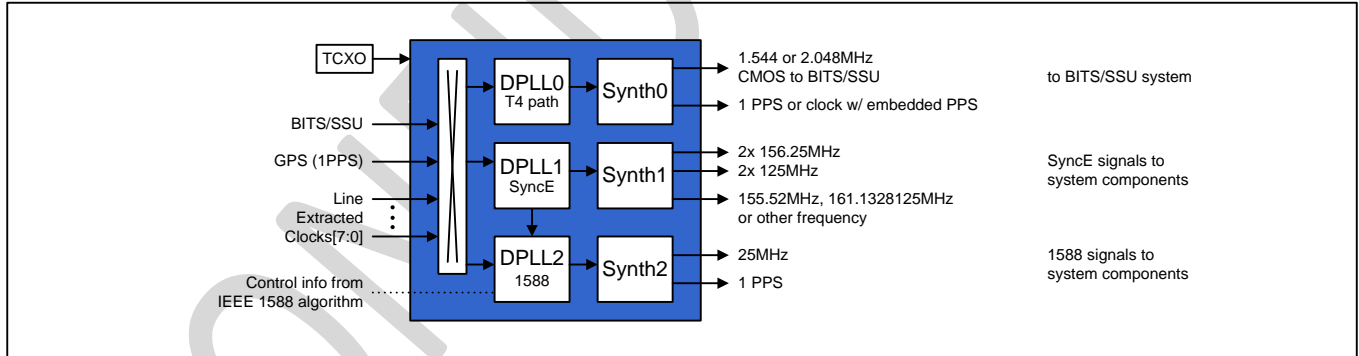 TCXO
BITS/SSU
GPS (1PPS)
Line
Extracted
Clocks[7:0]
Control info from
IEEE 1588 algorithm
DPLL0
T4 path
Synth0
DPLL1
SyncE
Synth1
DPLL2
1588
Synth2
1.544 or 2.048MHz
CMOS to BITS/SSU
1 PPS or clock w/ embedded PPS
2x 156.25MHz
2x 125MHz
155.52MHz, 161.1328125MHz
or other frequency
25MHz
1 PPS
to BITS/SSU system
SyncE signals to
system components
1588 signals to
system components